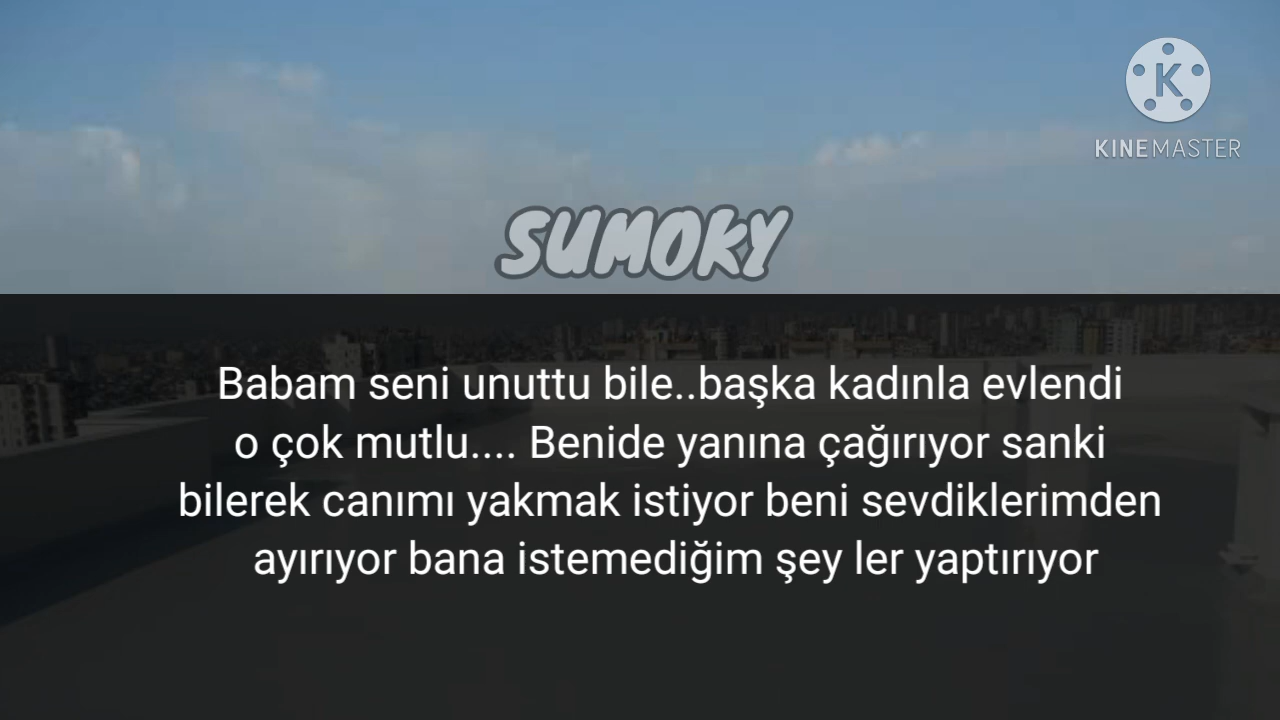 K
KINEMASTER
SUMOKY
Babam seni unuttu bile..başka kadınla evlendi
o çok mutlu.... Benide yanına çağırıyor sanki
bilerek canımı yakmak istiyor beni sevdiklerimden
ayırıyor bana istemediğim şey ler yaptırıyor